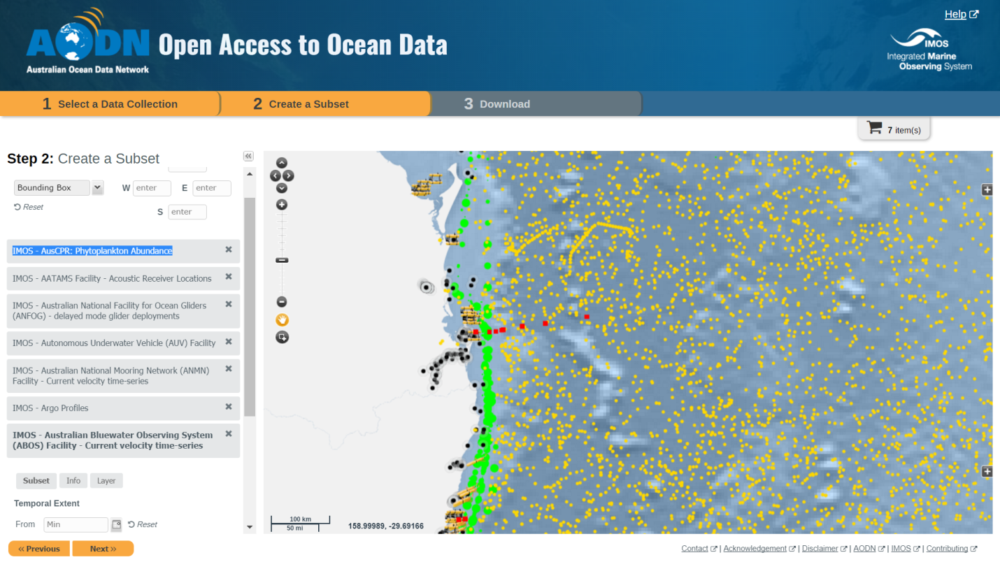 Help
AODN
Australian Ocean Data Network
Open Access to Ocean Data
IMOS
Integrated Marine
Observing System
1 Select a Data Collection
2 Create a Subset
3 Download
7 item(s)
Step 2: Create a Subset
Bounding Box
W enter E enter
Reset
S enter
IMOS - AusCPR: Phytoplankton Abundance
IMOS - AATAMS Facility - Acoustic Receiver Locations
IMOS - Australian National Facility for Ocean Gliders
(ANFOG) - delayed mode glider deployments
IMOS - Autonomous Underwater Vehicle (AUV) Facility
IMOS - Australian National Mooring Network (ANMN)
Facility - Current velocity time-series
IMOS - Argo Profiles
IMOS - Australian Bluewater Observing System
(ABOS) Facility - Current velocity time-series
Subset Info Layer
Temporal Extent
From Min Reset
« Previous Next »
100 km
50 mi
158.99989, -29.69166
Contact | Acknowledgement | Disclaimer | AODN | IMOS | Contributing